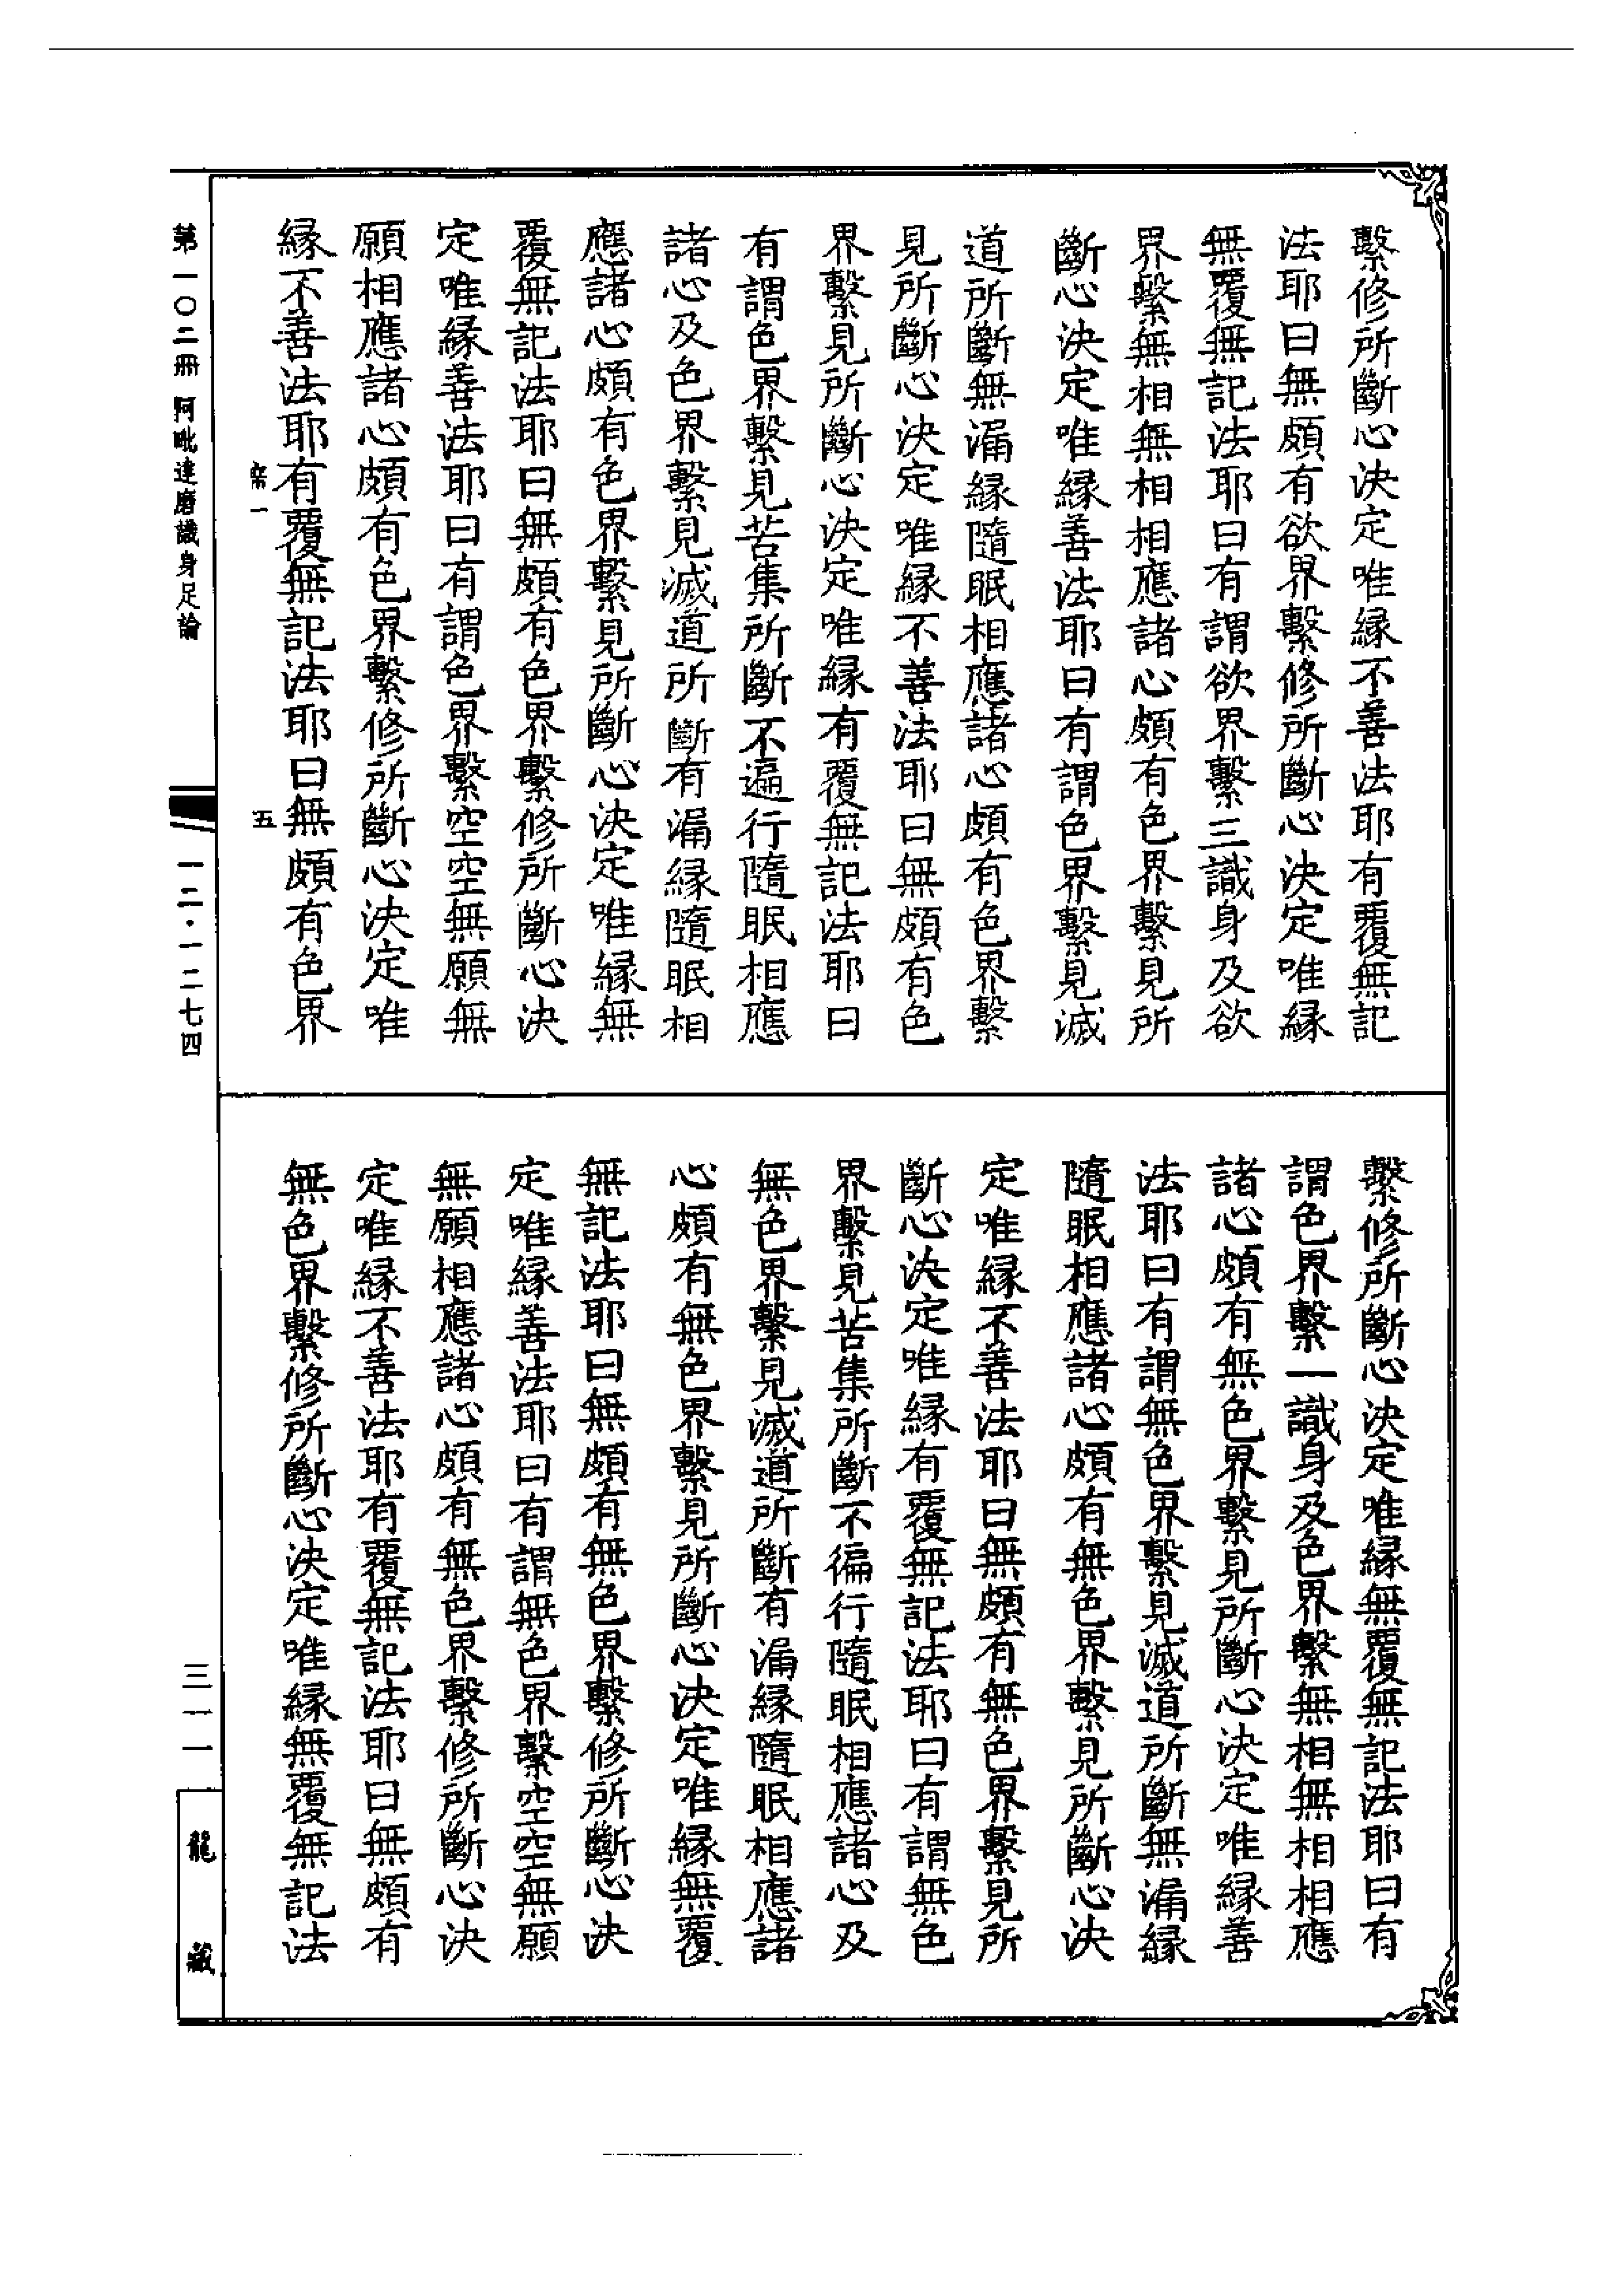 繫修所斷心決定唯緣不善法耶有覆無記
法耶曰無頗有欲界繫修所斷心決定唯緣
無覆無記法耶曰有謂欲界繫三識身及欲
界繫無相無相相應諸心頗有色界繫見所
斷心決定唯緣善法耶曰有謂色界繫見滅
道所斷無漏緣隨眠相應諸心頗有色界繫
見所斷心決定唯緣不善法耶曰無頗有色
界繫見所斷心決定唯緣有覆無記法耶曰
有謂色界繫見苦集所斷不遍行隨眠相應
諸心及色界繫見滅道所斷有漏緣隨眠相
應諸心頗有色界繫見所斷心決定唯緣無
覆無記法耶曰無頗有色界繫修所斷心決
定唯緣善法耶曰有謂色界繫空空無願無
願相應諸心頗有色界繫修所斷心決定唯
緣不善法耶有覆無記法耶曰無頗有色界
繫修所斷心決定唯緣無覆無記法耶曰有
謂色界繫一識身及色界繫無相無相相應
諸心頗有無色界繫見所斷心決定唯緣善
法耶曰有謂無色界繫見滅道所斷無漏緣
隨眠相應諸心頗有無色界繫見所斷心決
定唯緣不善法耶曰無頗有無色界繫見所
斷心決定唯緣有覆無記法耶曰有謂無色
界繫見苦集所斷不徧行隨眠相應諸心及
無色界繫見滅道所斷有漏緣隨眠相應諸
心頗有無色界繫見所斷心決定唯緣無覆
無記法耶曰無頗有無色界繫修所斷心決
定唯緣善法耶曰有謂無色界繫空空無願
無願相應諸心頗有無色界繫修所斷心決
定唯緣不善法耶有覆無記法耶曰無頗有
無色界繫修所斷心決定唯緣無覆無記法
五
第一〇二冊 阿毗達磨識身足論
一二·一二七四
三一一
龍藏